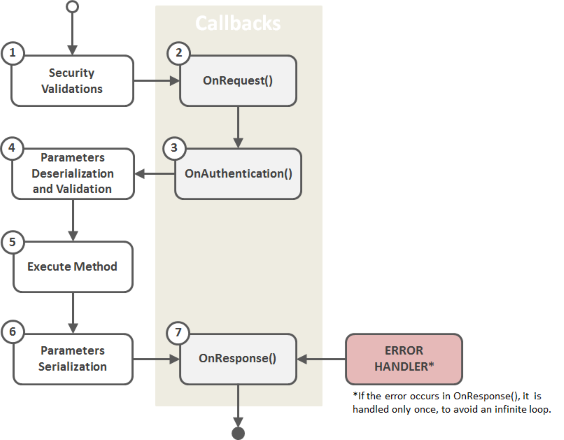 Callbacks
1
Security
Validations
2
OnRequest()
3
OnAuthentication()
4
Parameters
Deserialization
and Validation
5
Execute Method
6
Parameters
Serialization
7
OnResponse()
ERROR
HANDLER*
*If the error occurs in OnResponse(), it is
handled only once, to avoid an infinite loop.